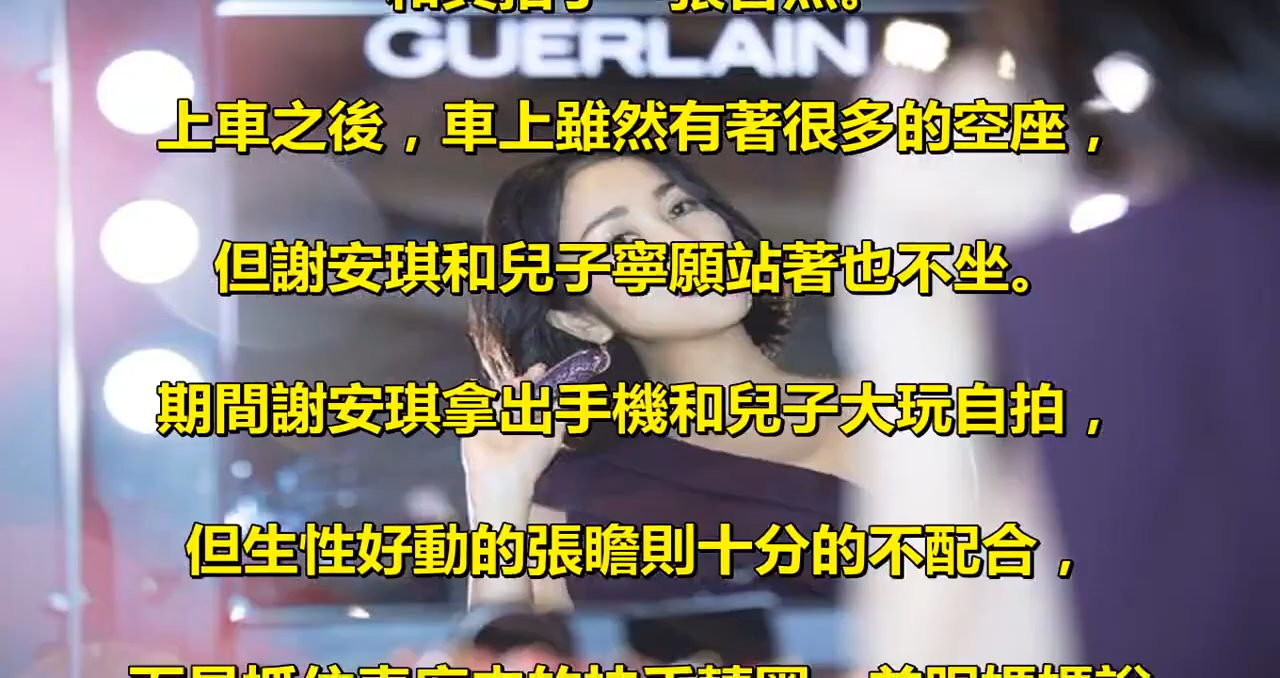 GUERLAIN
上車之後，車上雖然有著很多的空座，
但謝安琪和兒子寧願站著也不坐。
期間謝安琪拿出手機和兒子大玩自拍，
但生性好動的張瞻則十分的不配合，